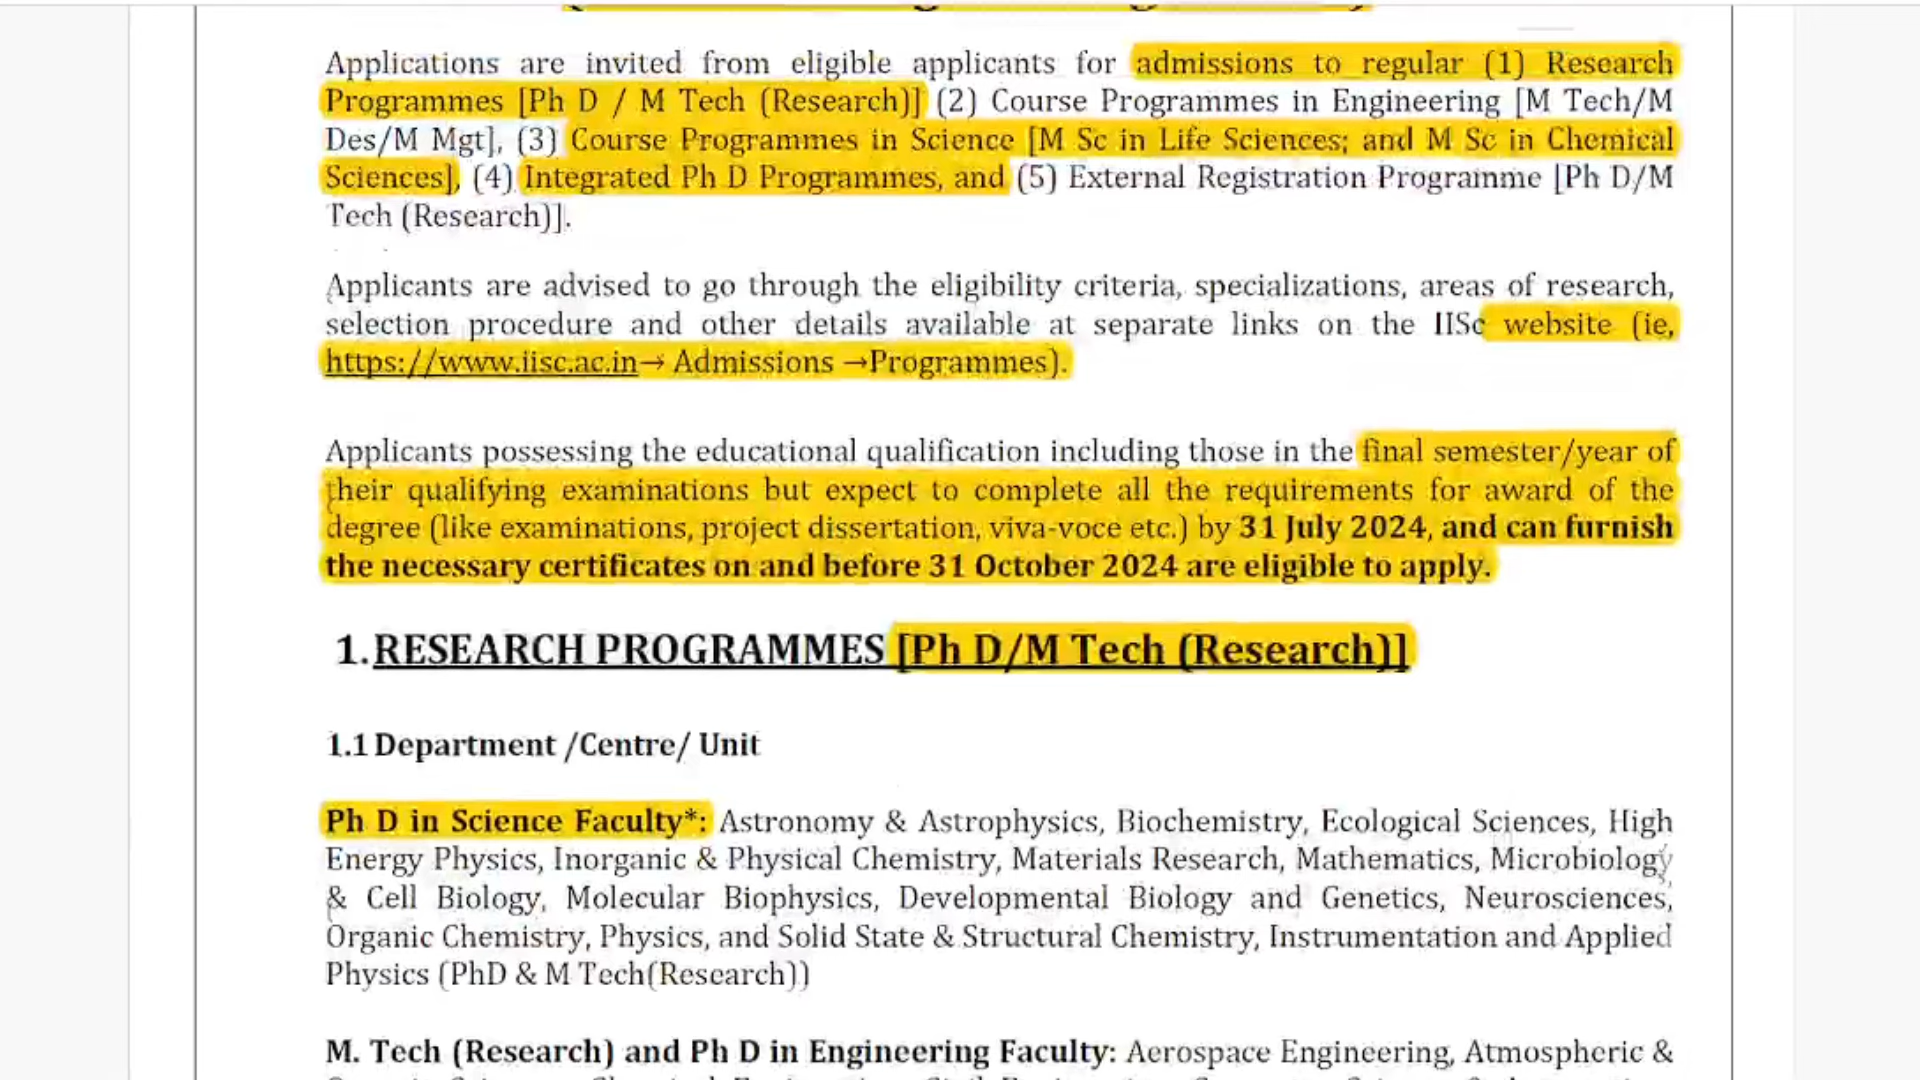 Applications are invited from eligible applicants for admissions to regular (1) Research
Programmes [Ph D / M Tech (Research)] (2) Course Programmes in Engineering [M Tech/M
Des/M Mgt], (3) Course Programmes in Science [M Sc in Life Sciences; and M Sc in Chemical
Sciences], (4) Integrated Ph D Programmes, and (5) External Registration Programme [Ph D/M
Tech (Research)].
Applicants are advised to go through the eligibility criteria, specializations, areas of research,
selection procedure and other details available at separate links on the IISc website (ie,
https://www.iisc.ac.in→ Admissions →Programmes).
Applicants possessing the educational qualification including those in the final semester/year of
their qualifying examinations but expect to complete all the requirements for award of the
degree (like examinations, project dissertation, viva-voce etc.) by 31 July 2024, and can furnish
the necessary certificates on and before 31 October 2024 are eligible to apply.
1. RESEARCH PROGRAMMES [Ph D/M Tech (Research)]
1.1 Department /Centre/ Unit
Ph D in Science Faculty*: Astronomy & Astrophysics, Biochemistry, Ecological Sciences, High
Energy Physics, Inorganic & Physical Chemistry, Materials Research, Mathematics, Microbiology
& Cell Biology, Molecular Biophysics, Developmental Biology and Genetics, Neurosciences,
Organic Chemistry, Physics, and Solid State & Structural Chemistry, Instrumentation and Applied
Physics (PhD & M Tech(Research))
M. Tech (Research) and Ph D in Engineering Faculty: Aerospace Engineering, Atmospheric &